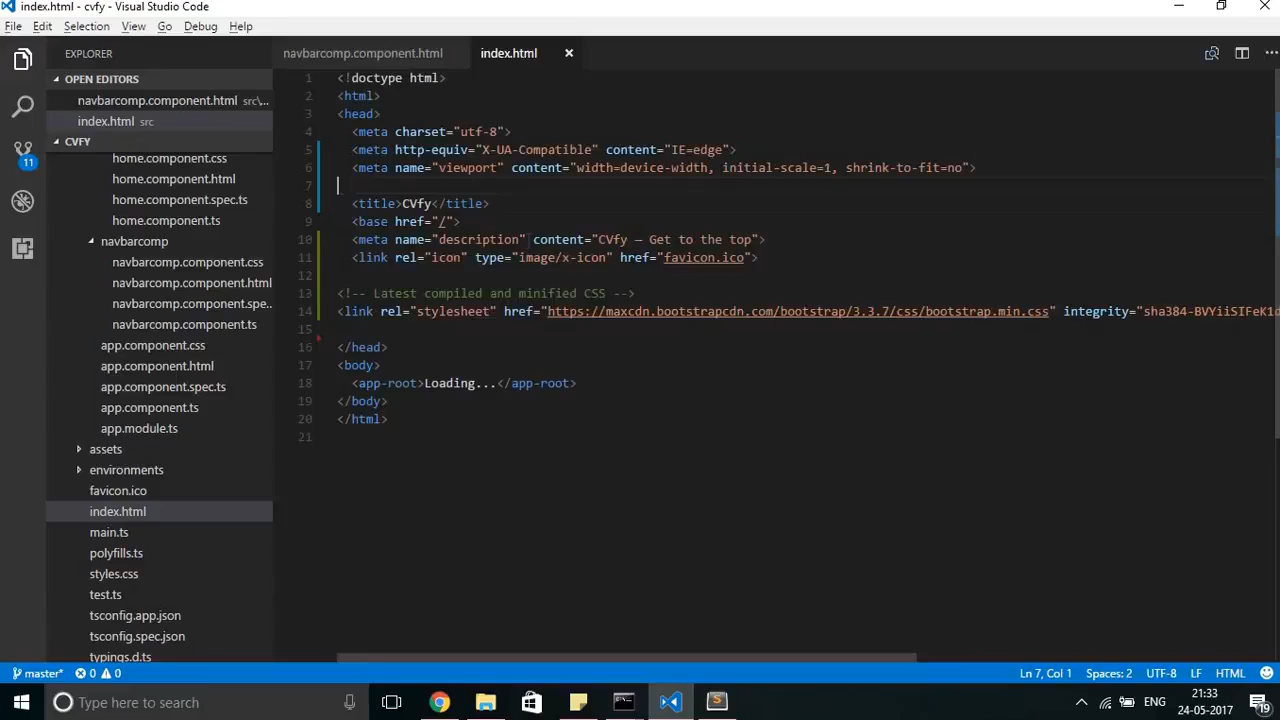 index.html - cvfy - Visual Studio Code
File Edit Selection View Go Debug Help
EXPLORER
OPEN EDITORS
navbarcomp.component.html src\...
index.html src
CVFY
home.component.css
home.component.html
home.component.spec.ts
home.component.ts
navbarcomp
navbarcomp.component.css
navbarcomp.component.html
navbarcomp.component.spe...
navbarcomp.component.ts
app.component.css
app.component.html
app.component.spec.ts
app.component.ts
app.module.ts
assets
environments
favicon.ico
index.html
main.ts
polyfills.ts
styles.css
test.ts
tsconfig.app.json
tsconfig.spec.json
typings.d.ts
11
navbarcomp.component.html index.html
1 <!doctype html>
2 <html>
3 <head>
4 <meta charset="utf-8">
5 <meta http-equiv="X-UA-Compatible" content="IE=edge">
6 <meta name="viewport" content="width=device-width, initial-scale=1, shrink-to-fit=no">
7
8 <title>CVfy</title>
9 <base href="/">
10 <meta name="description" content="CVfy – Get to the top">
11 <link rel="icon" type="image/x-icon" href="favicon.ico">
12
13 <!-- Latest compiled and minified CSS -->
14 <link rel="stylesheet" href="https://maxcdn.bootstrapcdn.com/bootstrap/3.3.7/css/bootstrap.min.css" integrity="sha384-BVYiiSIFeK1d
15
16 </head>
17 <body>
18 <app-root>Loading...</app-root>
19 </body>
20 </html>
21
master* 0 0 Ln 7, Col 1 Spaces: 2 UTF-8 LF HTML
Type here to search
ENG
21:33
24-05-2017
19